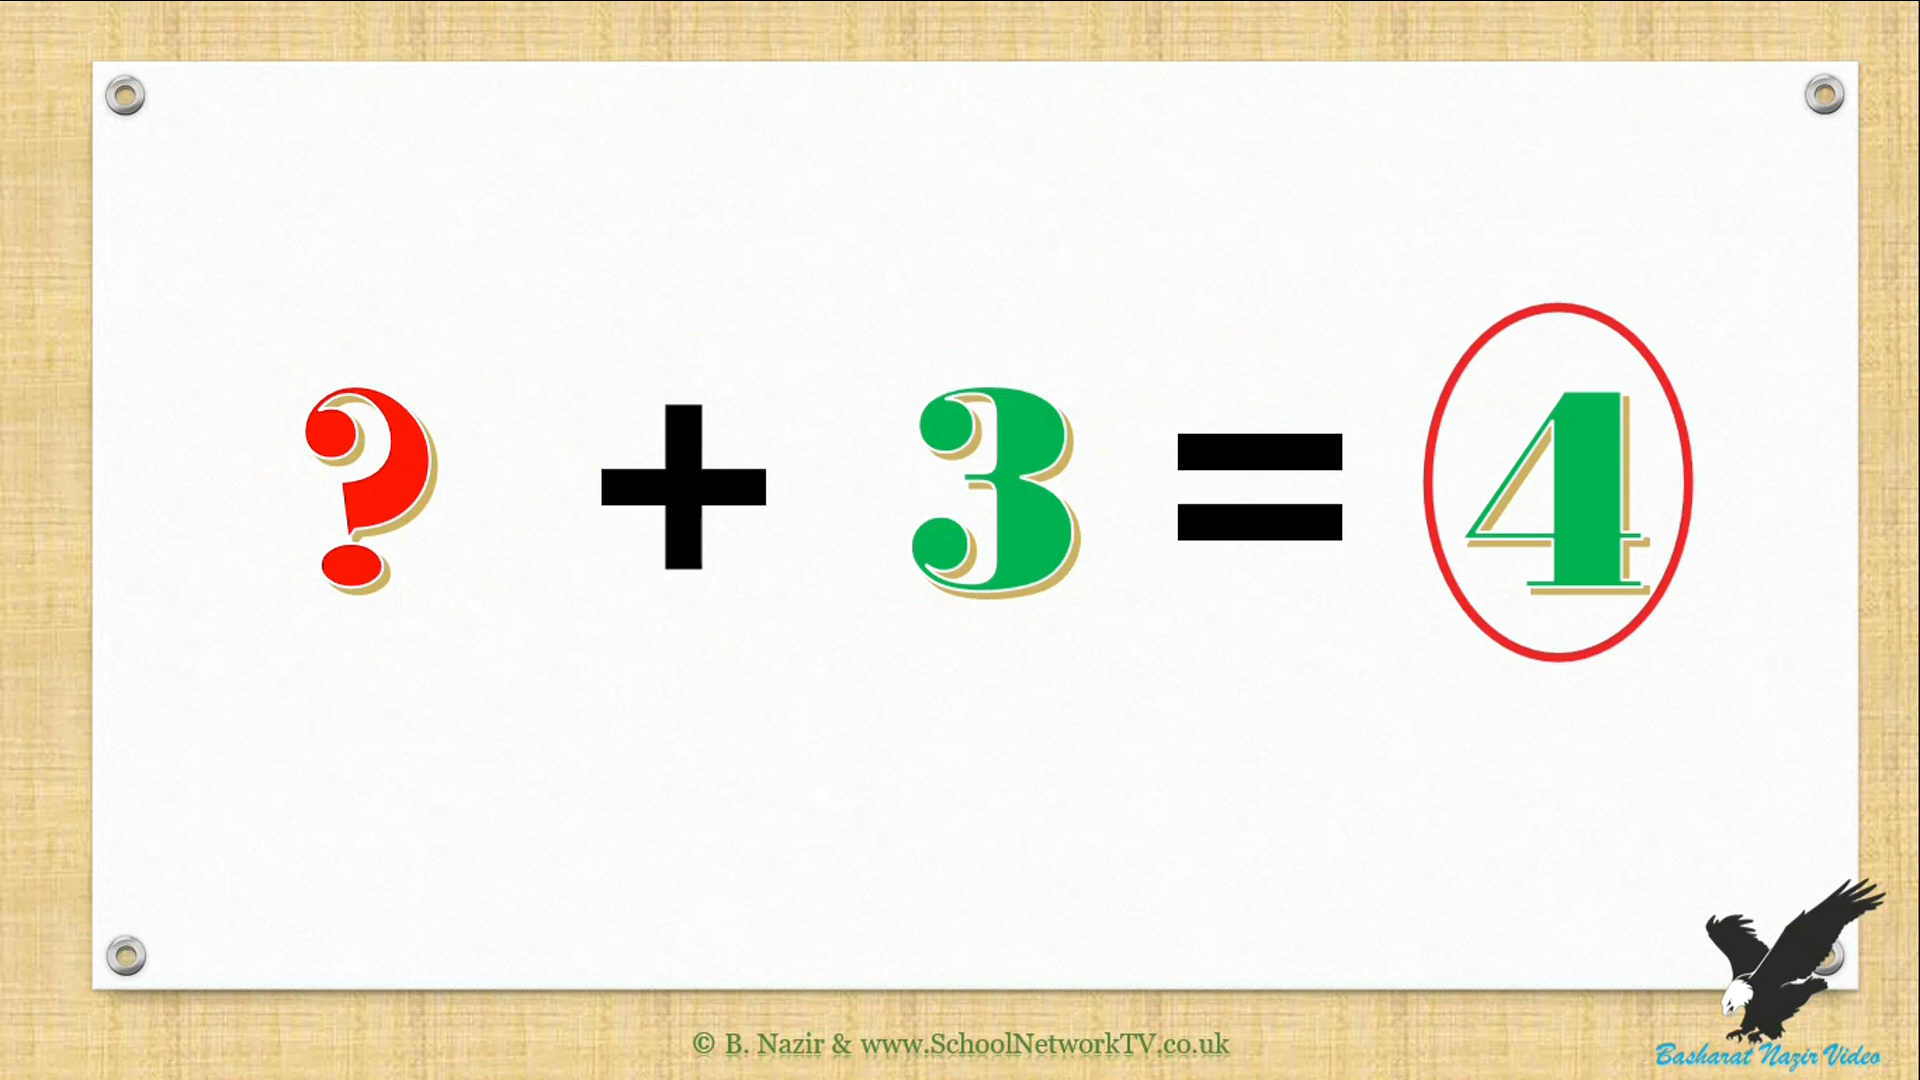 ? + 3 = 4
© B. Nazir & www.SchoolNetworkTV.co.uk
Basharat Nazir Video